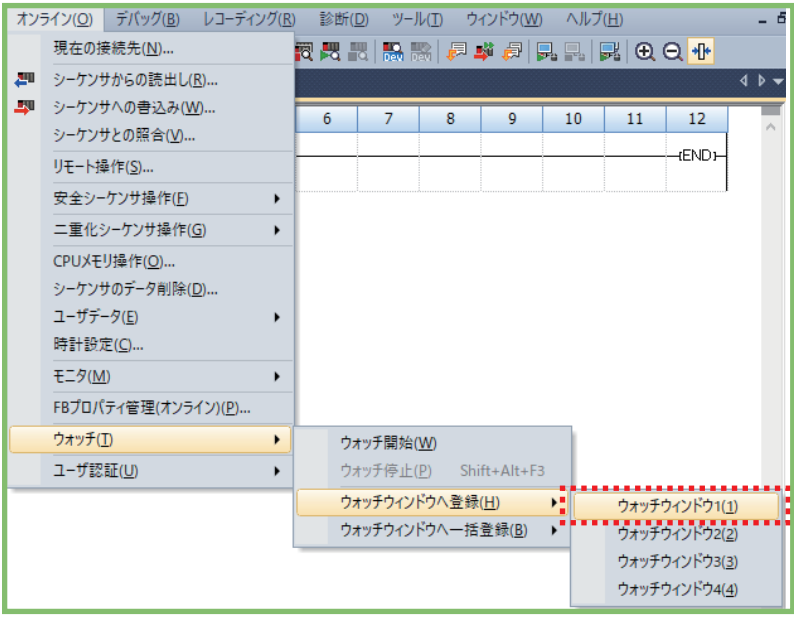 オンライン(O) デバッグ(B) レコーディング(R) 診断(D) ツール(T) ウィンドウ(W) ヘルプ(H)
現在の接続先(N)...
シーケンサからの読出し(R)...
シーケンサへの書込み(W)...
シーケンサとの照合(V)...
リモート操作(S)...
安全シーケンサ操作(F)
二重化シーケンサ操作(G)
CPUメモリ操作(O)...
シーケンサのデータ削除(D)...
ユーザデータ(E)
時計設定(C)...
モニタ(M)
FBプロパティ管理(オンライン)(P)...
ウォッチ(T)
ユーザ認証(U)
Dev Dev
6 7 8 9 10 11 12
END
ウォッチ開始(W)
ウォッチ停止(P) Shift+Alt+F3
ウォッチウィンドウへ登録(H)
ウォッチウィンドウへ一括登録(B)
ウォッチウィンドウ1(1)
ウォッチウィンドウ2(2)
ウォッチウィンドウ3(3)
ウォッチウィンドウ4(4)